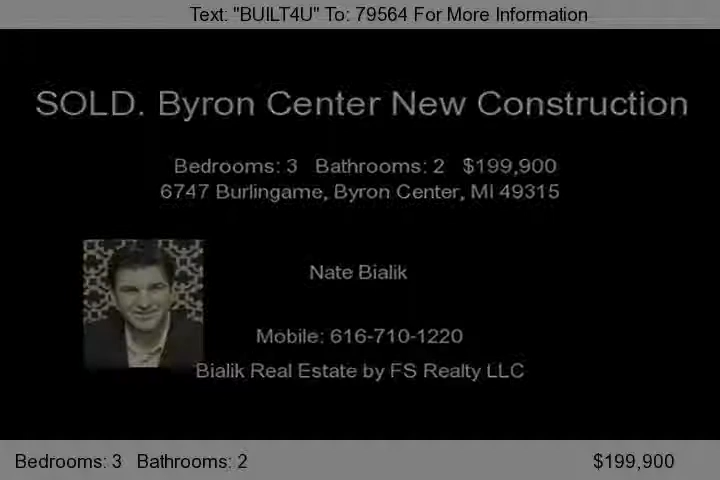 Text: "BUILT4U" To: 79564 For More Information
SOLD. Byron Center New Construction
Bedrooms: 3 Bathrooms: 2 $199,900
6747 Burlingame, Byron Center, MI 49315
Nate Bialik
Mobile: 616-710-1220
Bialik Real Estate by FS Realty LLC
Bedrooms: 3 Bathrooms: 2 $199,900